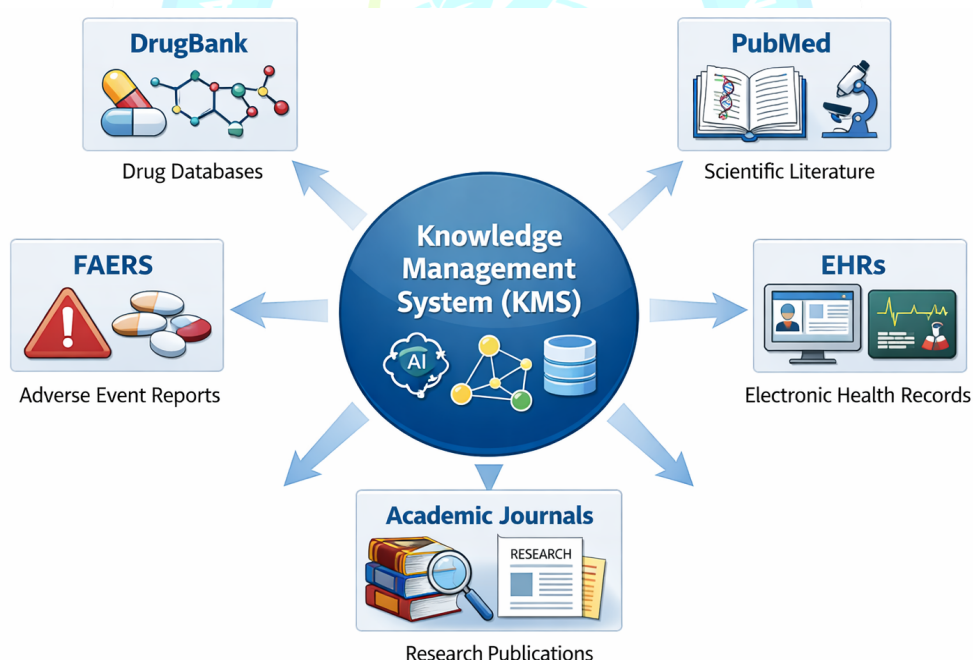 DrugBank
Drug Databases
PubMed
Scientific Literature
Knowledge
Management
System (KMS)
AI
FAERS
Adverse Event Reports
EHRs
Electronic Health Records
Academic Journals
RESEARCH
Research Publications